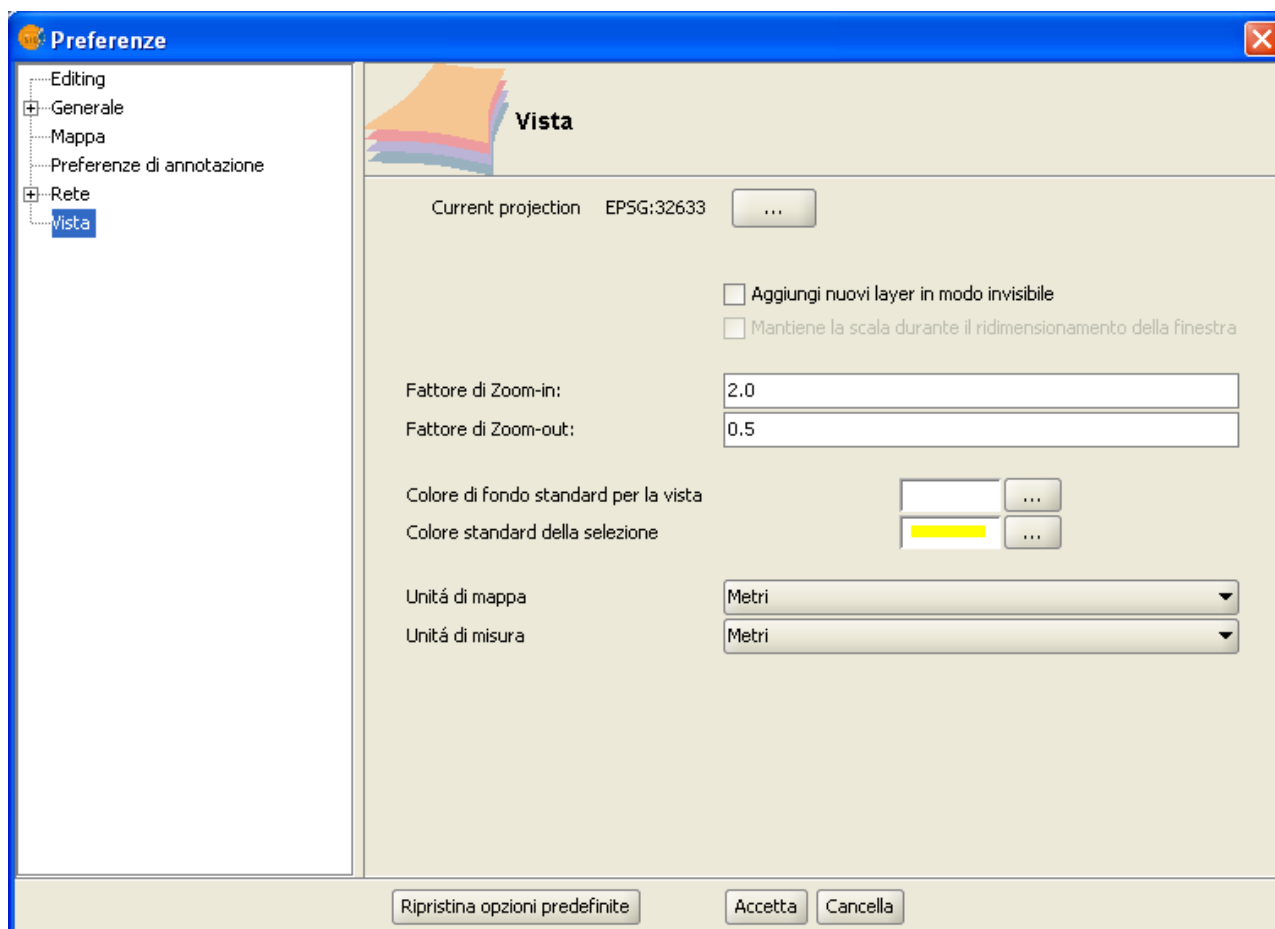 Preferenze
Editing
Generale
Mappa
Preferenze di annotazione
Rete
Vista
Vista
Current projection EPSG:32633 ...
Aggiungi nuovi layer in modo invisibile
Mantiene la scala durante il ridimensionamento della finestra
Fattore di Zoom-in: 2.0
Fattore di Zoom-out: 0.5
Colore di fondo standard per la vista ...
Colore standard della selezione ...
Unitá di mappa Metri
Unitá di misura Metri
Ripristina opzioni predefinite Accetta Cancella